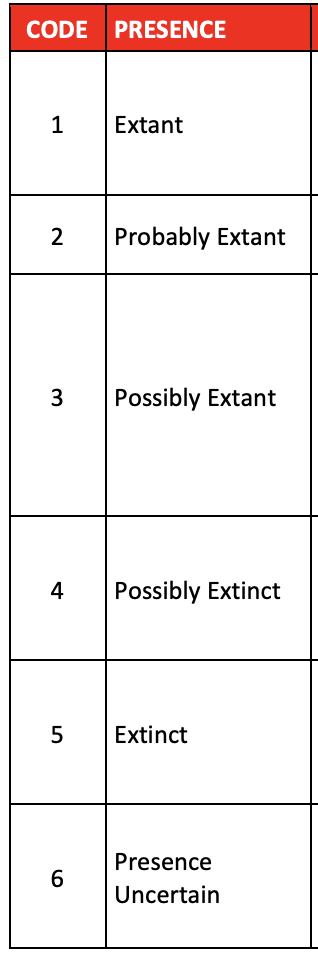 CODE PRESENCE
1 Extant
2 Probably Extant
3 Possibly Extant
4 Possibly Extinct
5 Extinct
6 Presence
Uncertain